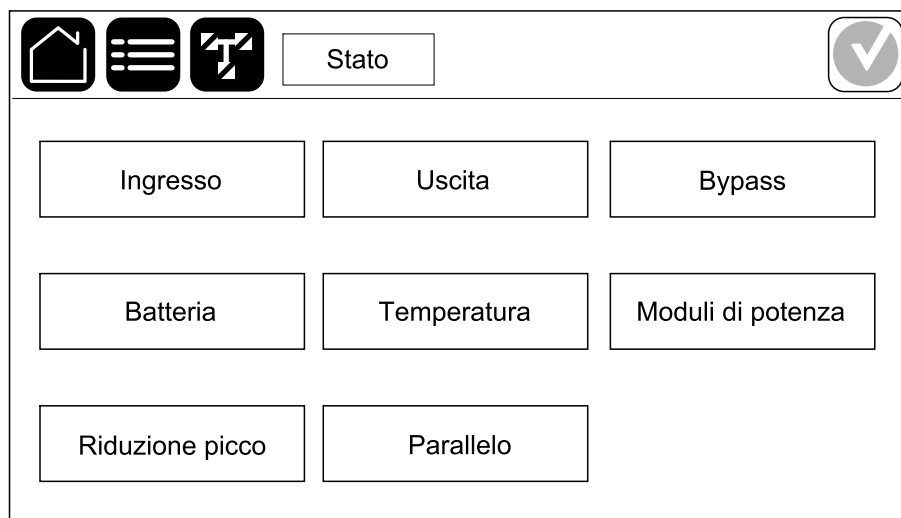 Stato
Ingresso
Uscita
Bypass
Batteria
Temperatura
Moduli di potenza
Riduzione picco
Parallelo